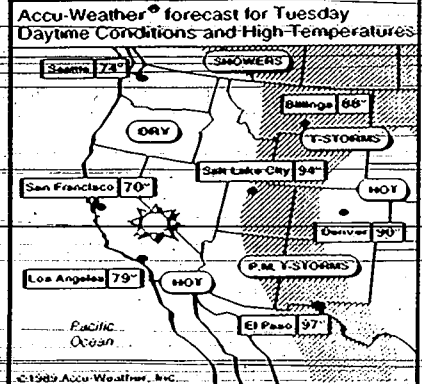 Accu-Weather® forecast for Tuesday
Daytime Conditions and High Temperatures
SHOWERS
Seattle 74°
Billings 88°
DRY
T-STORMS
Salt Lake City 94°
San Francisco 70°
HOT
Denver 90°
P.M. T-STORMS
Los Angeles 79°
HOT
El Paso 97°
Pacific
Ocean
©1989 Accu-Weather, Inc.